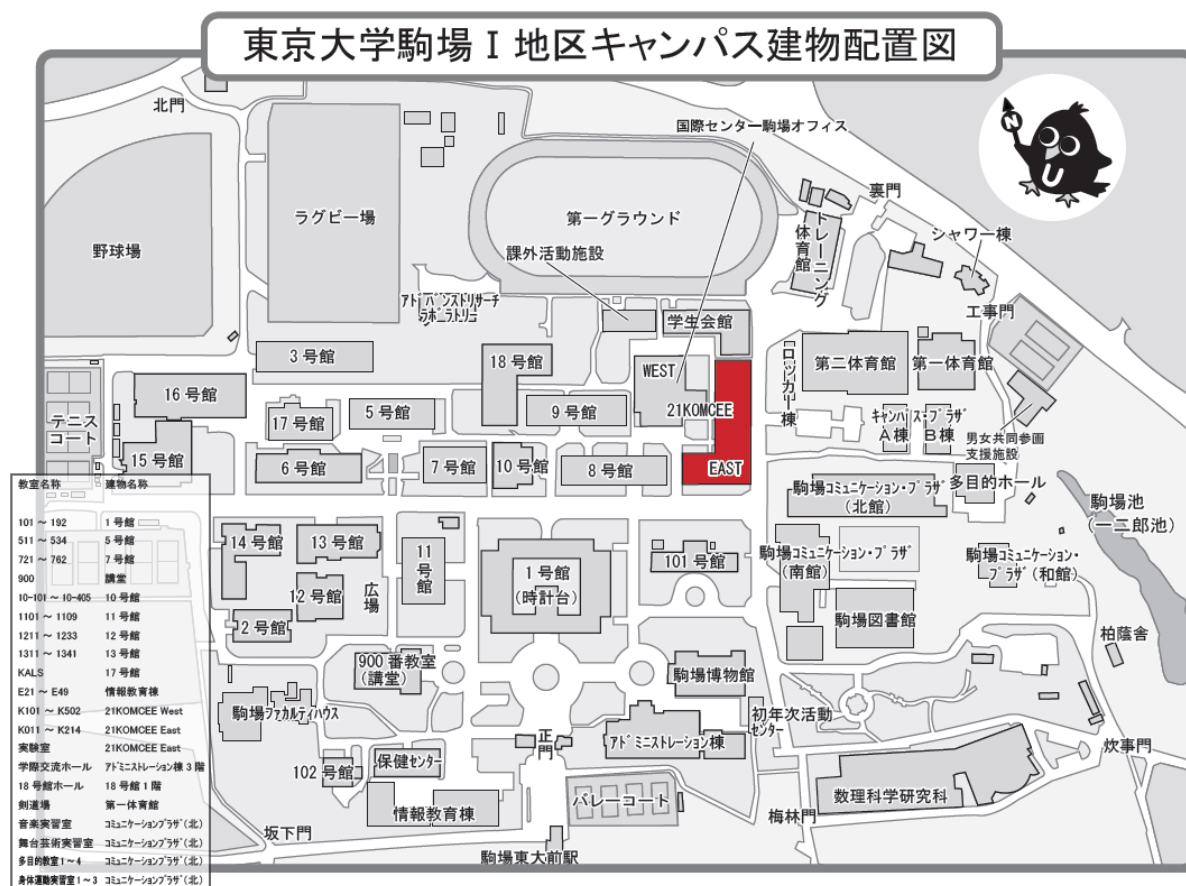 東京大学駒場Ⅰ地区キャンパス建物配置図
北門
国際センター駒場オフィス
N
U
裏門
ラグビー場
第一グラウンド
トレーニング
体育館
シャワー棟
野球場
課外活動施設
アドバンストリサーチ
ラボラトリー
学生会館
工事門
3号館
18号館
WEST
ロッカー棟
第二体育館
第一体育館
16号館
テニス
コート
17号館
5号館
9号館
21KOMCEE
キャンパス・プラザ
A棟
B棟
男女共同参画
支援施設
15号館
6号館
7号館
10号館
8号館
EAST
駒場コミュニケーション・プラザ
(北館)
多目的ホール
駒場池
(一二郎池)
14号館
13号館
11号館
1号館
(時計台)
101号館
駒場コミュニケーション・プラザ
(南館)
駒場コミュニケーション・
プラザ(和館)
12号館
広場
2号館
駒場図書館
柏蔭舎
900番教室
(講堂)
駒場博物館
駒場ファカルティハウス
正門
アドミニストレーション棟
初年次活動
センター
炊事門
102号館
保健センター
情報教育棟
バレーコート
数理科学研究科
梅林門
坂下門
駒場東大前駅
教室名称 建物名称
101～192 1号館
511～534 5号館
721～762 7号館
900 講堂
10-101～10-405 10号館
1101～1109 11号館
1211～1233 12号館
1311～1341 13号館
KALS 17号館
E21～E49 情報教育棟
K101～K502 21KOMCEE West
K011～K214 21KOMCEE East
実験室 21KOMCEE East
学際交流ホール アドミニストレーション棟3階
18号館ホール 18号館1階
剣道場 第一体育館
音楽実習室 コミュニケーションプラザ(北)
舞台芸術実習室 コミュニケーションプラザ(北)
多目的教室1～4 コミュニケーションプラザ(北)
身体運動実習室1～3 コミュニケーションプラザ(北)